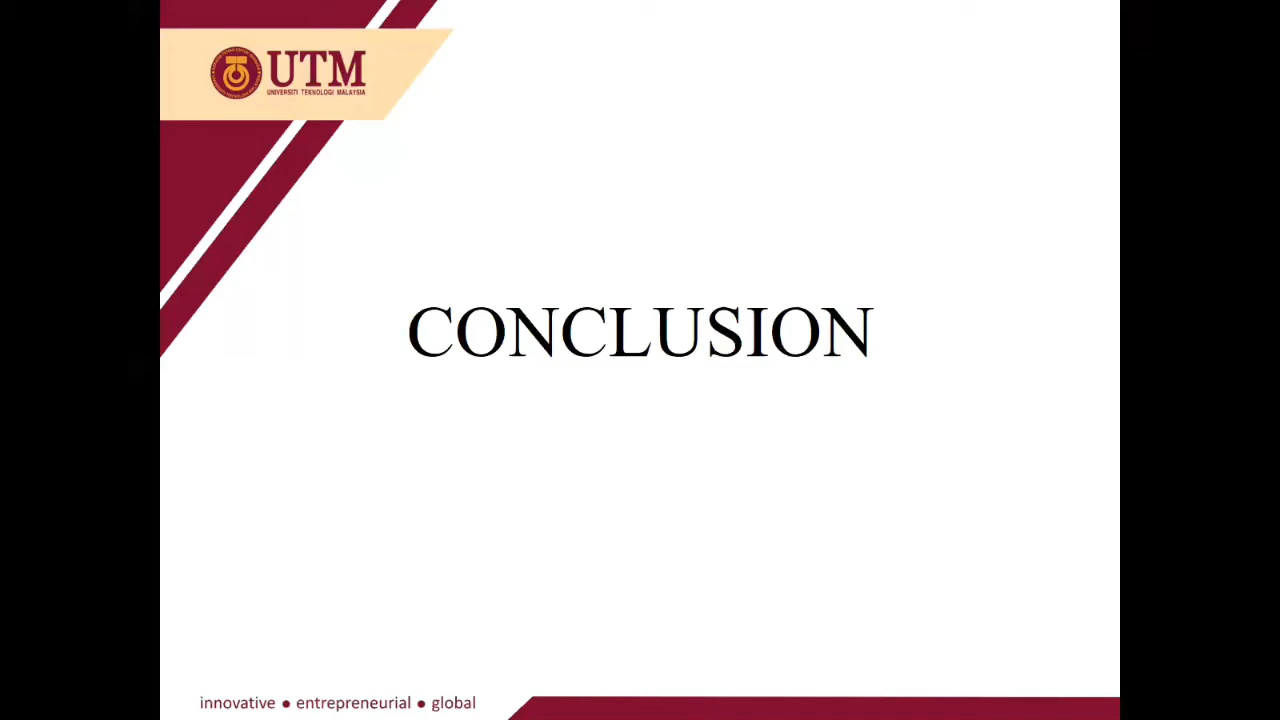 UTM
UNIVERSITI TEKNOLOGI MALAYSIA
CONCLUSION
innovative ● entrepreneurial ● global